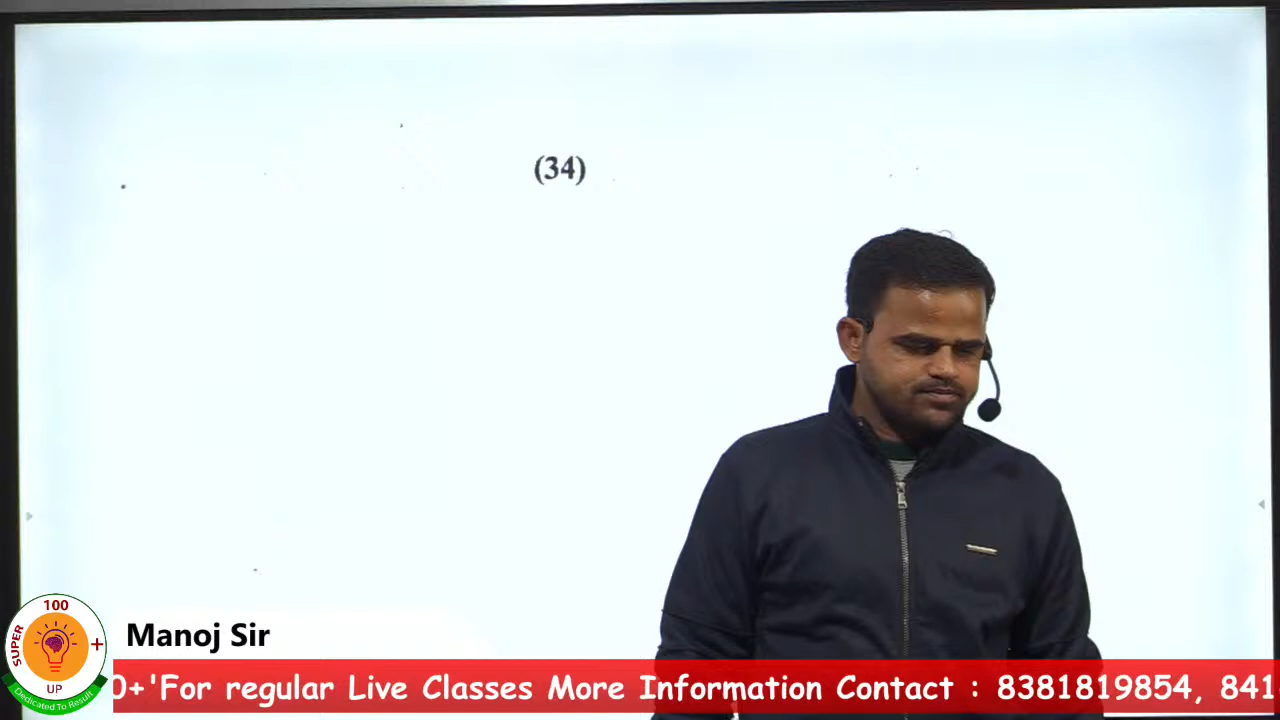 (34)
100
SUPER
+
UP
Dedicated To Result
Manoj Sir
0+'For regular Live Classes More Information Contact : 8381819854, 841